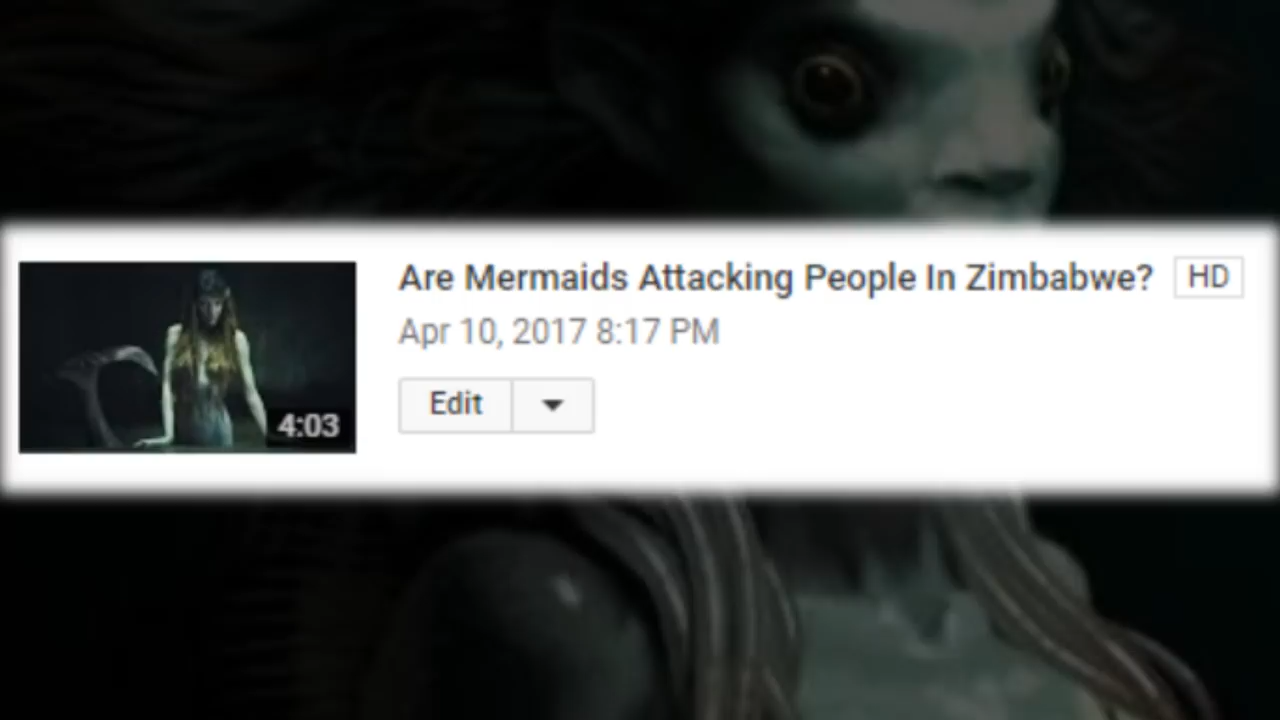 Are Mermaids Attacking People In Zimbabwe? HD
Apr 10, 2017 8:17 PM
Edit
4:03